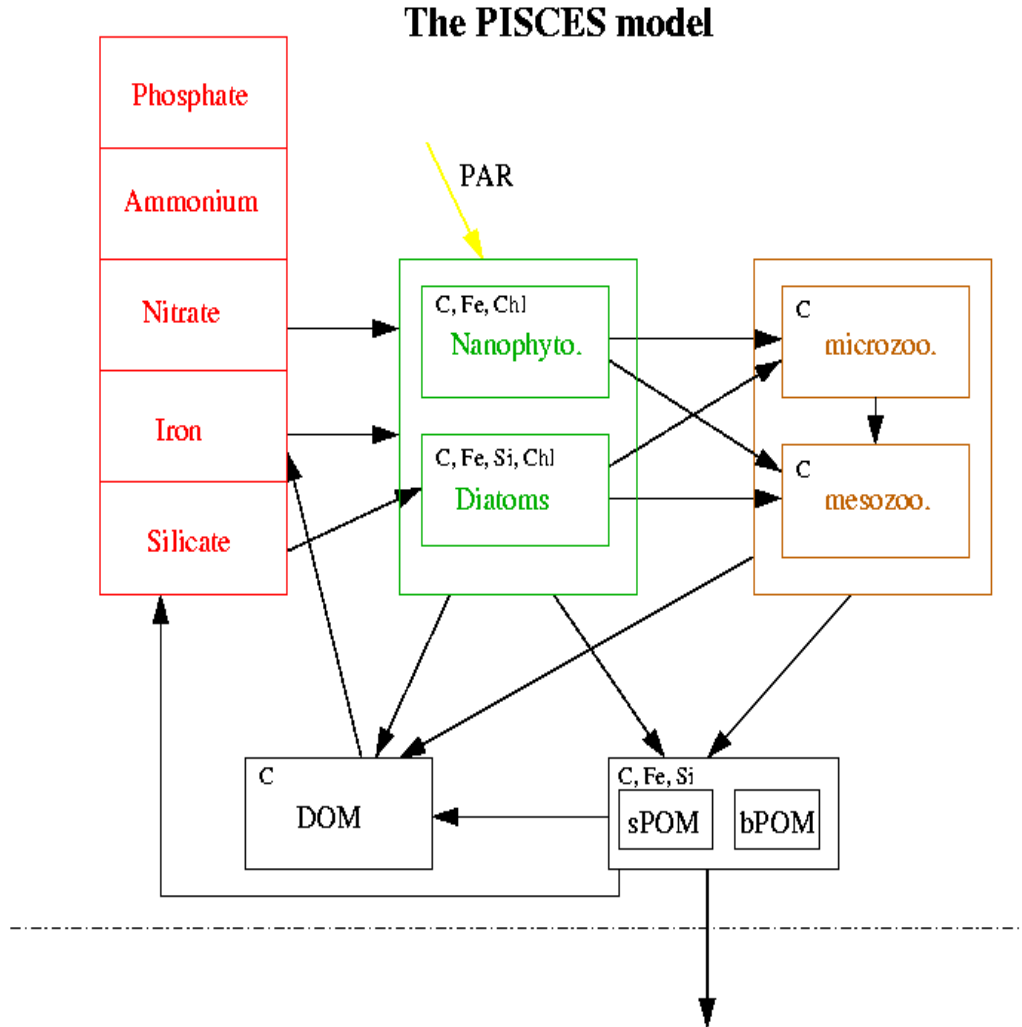 The PISCES model
Phosphate
Ammonium
Nitrate
Iron
Silicate
PAR
C, Fe, Chl
Nanophyto.
C, Fe, Si, Chl
Diatoms
C
microzoo.
C
mesozoo.
C
DOM
C, Fe, Si
sPOM
bPOM